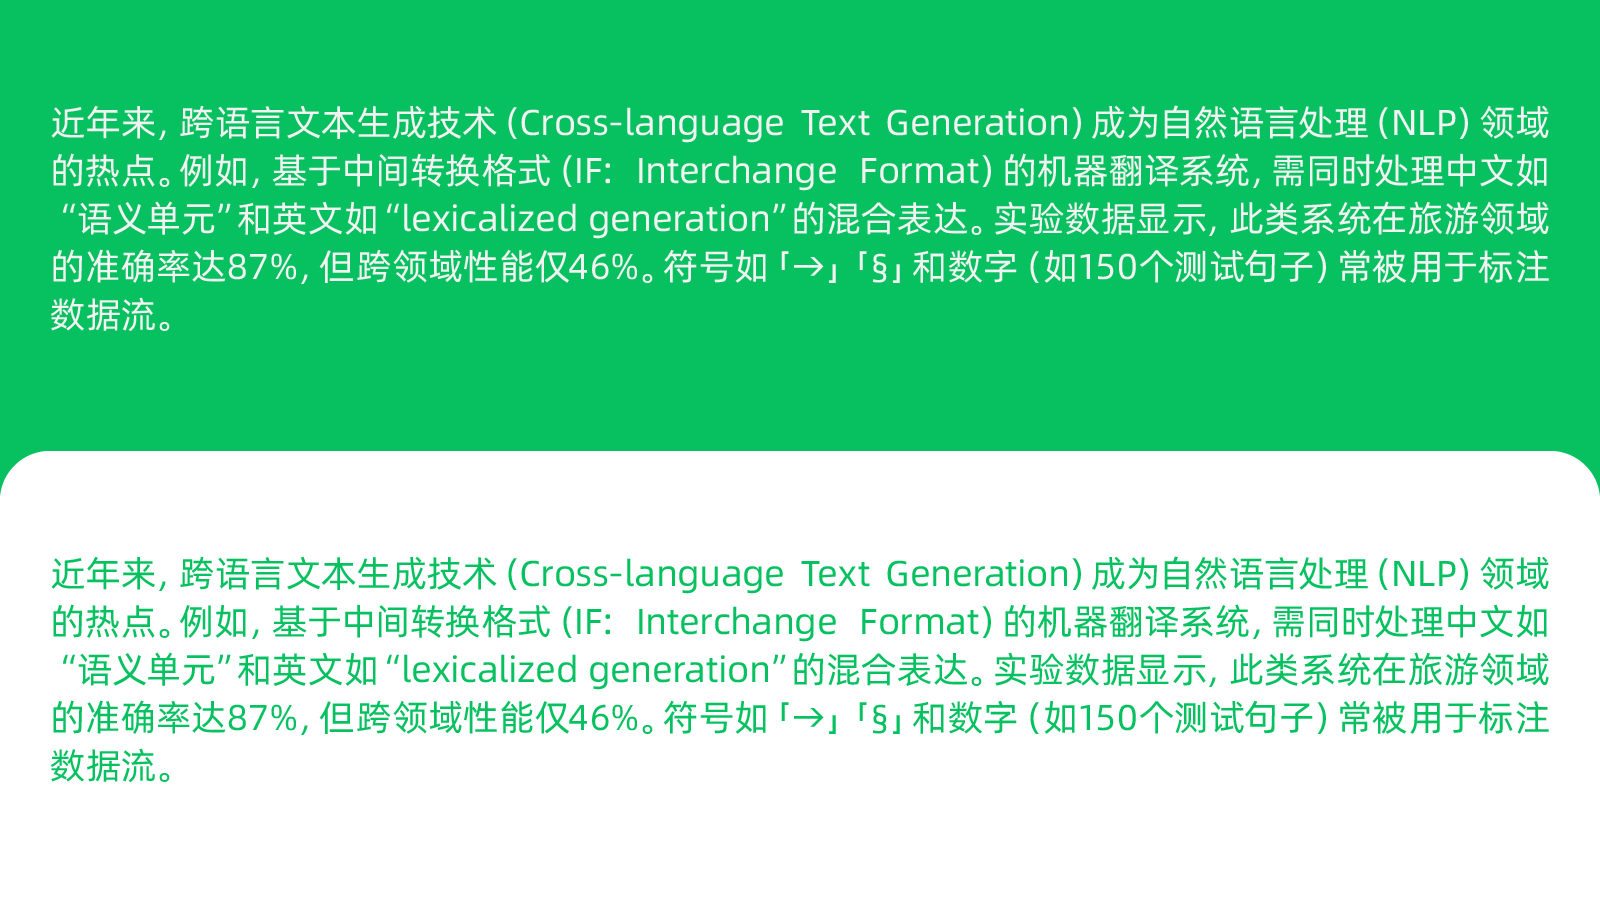 近年来，跨语言文本生成技术（Cross-language Text Generation）成为自然语言处理（NLP）领域
的热点。例如，基于中间转换格式（IF：Interchange Format）的机器翻译系统，需同时处理中文如
“语义单元”和英文如“lexicalized generation”的混合表达。实验数据显示，此类系统在旅游领域
的准确率达87%，但跨领域性能仅46%。符号如「→」「§」和数字（如150个测试句子）常被用于标注
数据流。
近年来，跨语言文本生成技术（Cross-language Text Generation）成为自然语言处理（NLP）领域
的热点。例如，基于中间转换格式（IF：Interchange Format）的机器翻译系统，需同时处理中文如
“语义单元”和英文如“lexicalized generation”的混合表达。实验数据显示，此类系统在旅游领域
的准确率达87%，但跨领域性能仅46%。符号如「→」「§」和数字（如150个测试句子）常被用于标注
数据流。